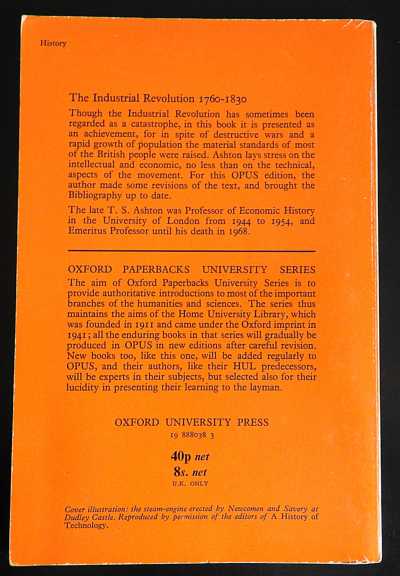 History
The Industrial Revolution 1760-1830
Though the Industrial Revolution has sometimes been
regarded as a catastrophe, in this book it is presented as
an achievement, for in spite of destructive wars and a
rapid growth of population the material standards of most
of the British people were raised. Ashton lays stress on the
intellectual and economic, no less than on the technical,
aspects of the movement. For this OPUS edition, the
author made some revisions of the text, and brought the
Bibliography up to date.
The late T. S. Ashton was Professor of Economic History
in the University of London from 1944 to 1954, and
Emeritus Professor until his death in 1968.
OXFORD PAPERBACKS UNIVERSITY SERIES
The aim of Oxford Paperbacks University Series is to
provide authoritative introductions to most of the important
branches of the humanities and sciences. The series thus
maintains the aims of the Home University Library, which
was founded in 1911 and came under the Oxford imprint in
1941; all the enduring books in that series will gradually be
produced in OPUS in new editions after careful revision.
New books too, like this one, will be added regularly to
OPUS, and their authors, like their HUL predecessors,
will be experts in their subjects, but selected also for their
lucidity in presenting their learning to the layman.
OXFORD UNIVERSITY PRESS
19 888038 3
40p net
8s. net
U.K. ONLY
Cover illustration: the steam-engine erected by Newcomen and Savery at
Dudley Castle. Reproduced by permission of the editors of A History of
Technology.